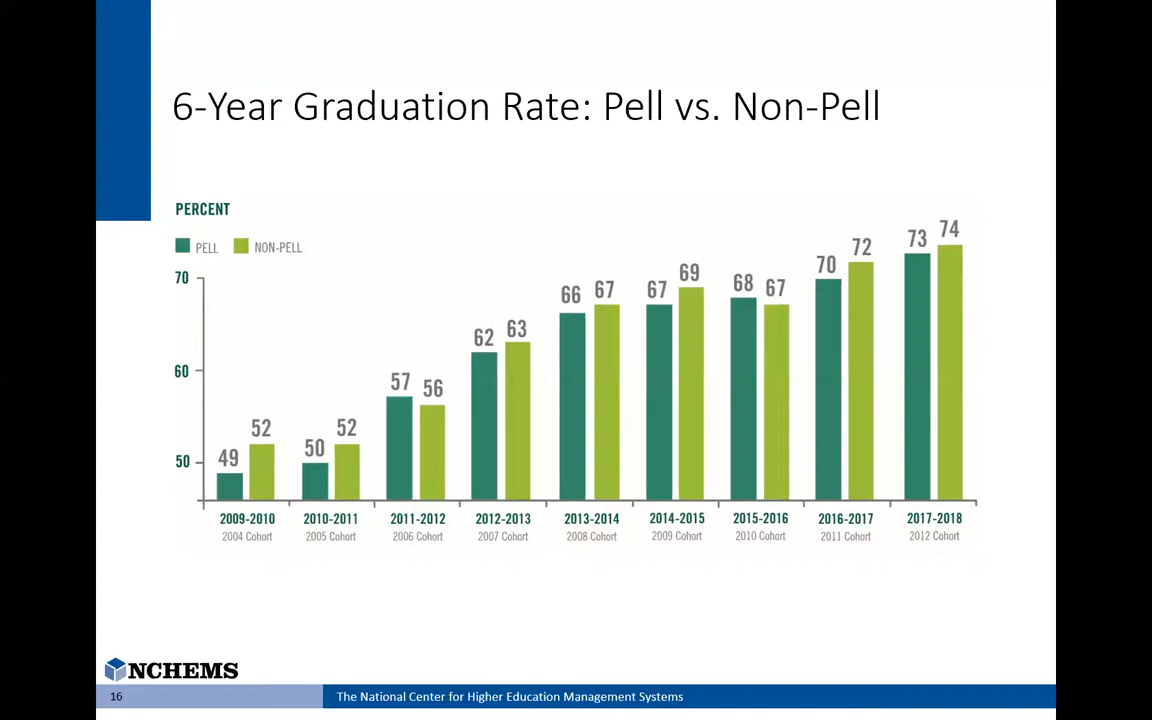 6-Year Graduation Rate: Pell vs. Non-Pell
PERCENT
PELL NON-PELL
70
60
50
49 52 50 52 57 56 62 63 66 67 67 69 68 67 70 72 73 74
2009-2010 2010-2011 2011-2012 2012-2013 2013-2014 2014-2015 2015-2016 2016-2017 2017-2018
2004 Cohort 2005 Cohort 2006 Cohort 2007 Cohort 2008 Cohort 2009 Cohort 2010 Cohort 2011 Cohort 2012 Cohort
NCHEMS
16 The National Center for Higher Education Management Systems